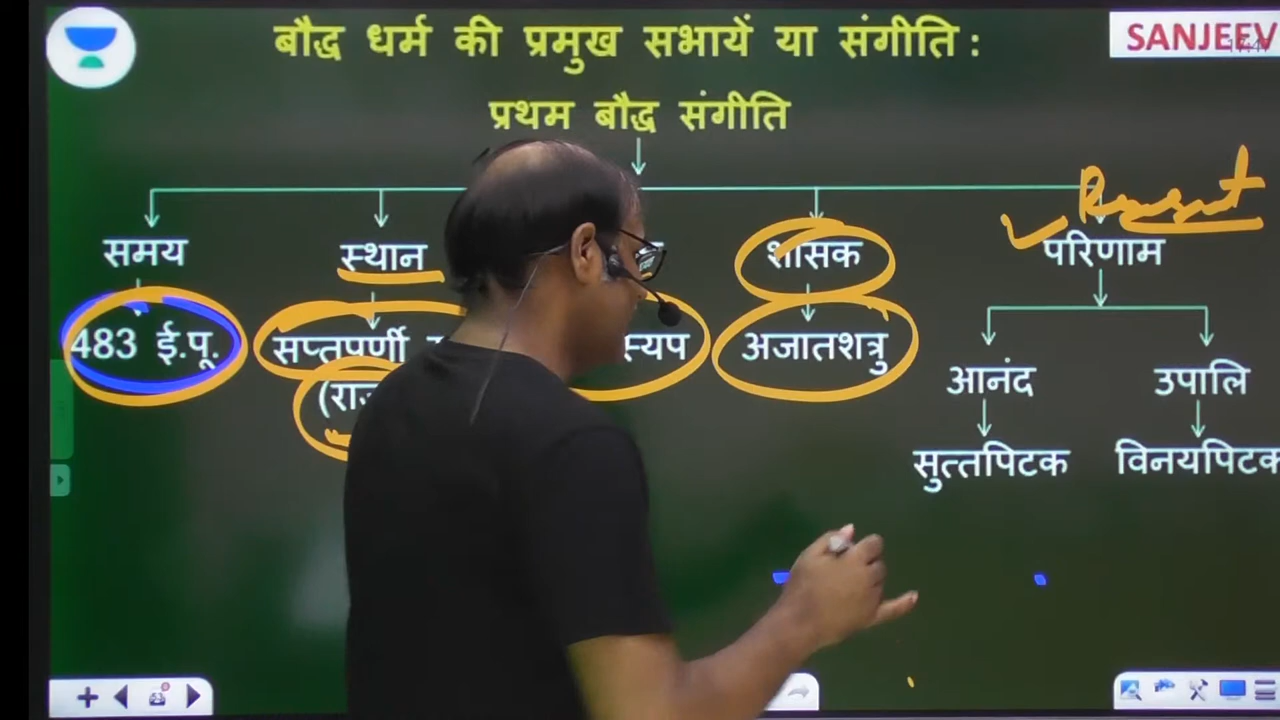 बौद्ध धर्म की प्रमुख सभायें या संगीति :
SANJEEV
प्रथम बौद्ध संगीति
Result
समय स्थान शासक परिणाम
483 ई.पू. सप्तपर्णी अजातशत्रु
आनंद उपालि
सुत्तपिटक विनयपिटक